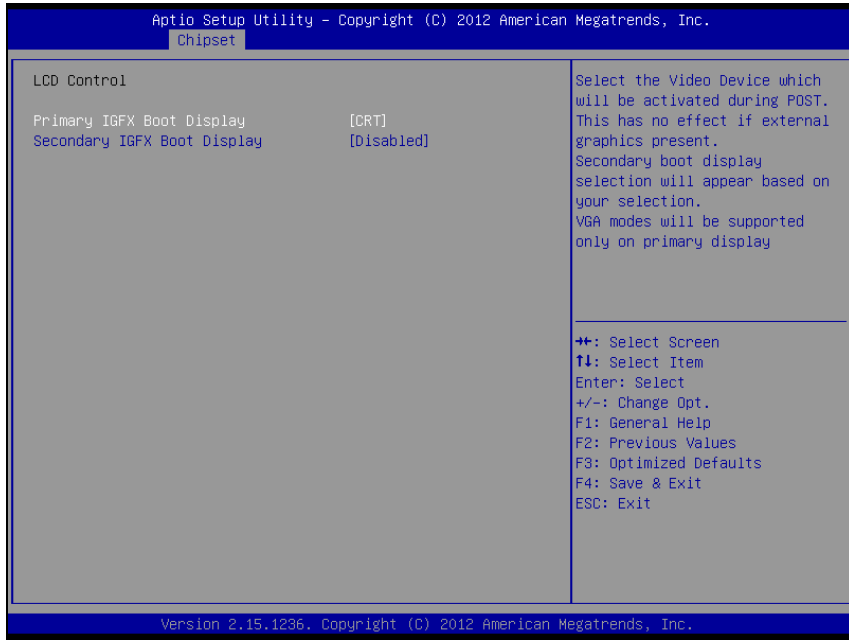 Aptio Setup Utility – Copyright (C) 2012 American Megatrends, Inc.
Chipset
LCD Control
Primary IGFX Boot Display [CRT]
Secondary IGFX Boot Display [Disabled]
Select the Video Device which
will be activated during POST.
This has no effect if external
graphics present.
Secondary boot display
selection will appear based on
your selection.
VGA modes will be supported
only on primary display
→←: Select Screen
↑↓: Select Item
Enter: Select
+/-: Change Opt.
F1: General Help
F2: Previous Values
F3: Optimized Defaults
F4: Save & Exit
ESC: Exit
Version 2.15.1236. Copyright (C) 2012 American Megatrends, Inc.